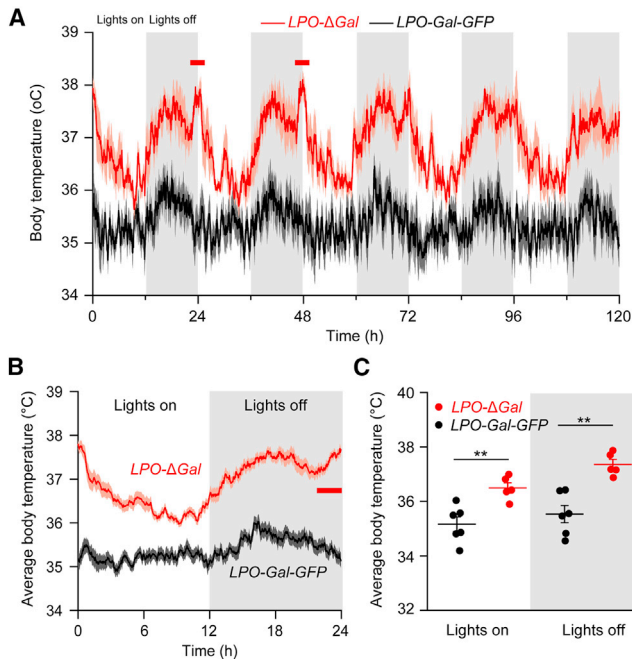 A
Lights on Lights off LPO-ΔGal LPO-Gal-GFP
39
38
37
36
35
34
Body temperature (oC)
0 24 48 72 96 120
Time (h)
B
39
38
37
36
35
34
Average body temperature (°C)
Lights on Lights off
LPO-ΔGal
LPO-Gal-GFP
0 6 12 18 24
Time (h)
C
40
38
36
34
32
Average body temperature (°C)
LPO-ΔGal
LPO-Gal-GFP
**
**
Lights on Lights off